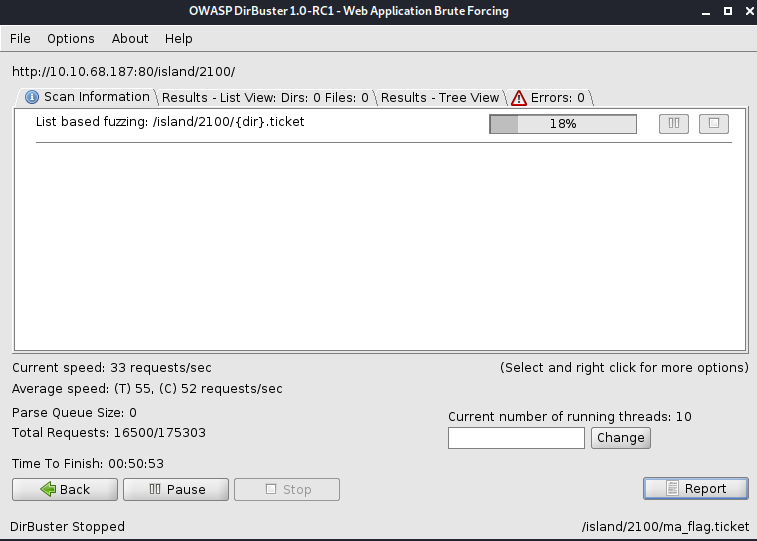 OWASP DirBuster 1.0-RC1 - Web Application Brute Forcing
File Options About Help
http://10.10.68.187:80/island/2100/
Scan Information Results - List View: Dirs: 0 Files: 0 Results - Tree View Errors: 0
List based fuzzing: /island/2100/{dir}.ticket 18%
Current speed: 33 requests/sec (Select and right click for more options)
Average speed: (T) 55, (C) 52 requests/sec
Parse Queue Size: 0 Current number of running threads: 10
Total Requests: 16500/175303 Change
Time To Finish: 00:50:53
Back Pause Stop Report
DirBuster Stopped /island/2100/ma_flag.ticket